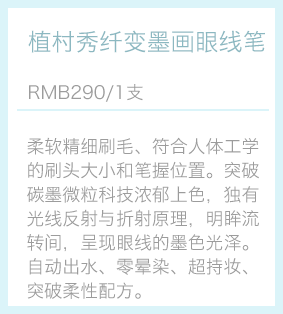 植村秀纤变墨画眼线笔
RMB290/1支
柔软精细刷毛、符合人体工学
的刷头大小和笔握位置。突破
碳墨微粒科技浓郁上色，独有
光线反射与折射原理，明眸流
转间，呈现眼线的墨色光泽。
自动出水、零晕染、超持妆、
突破柔性配方。